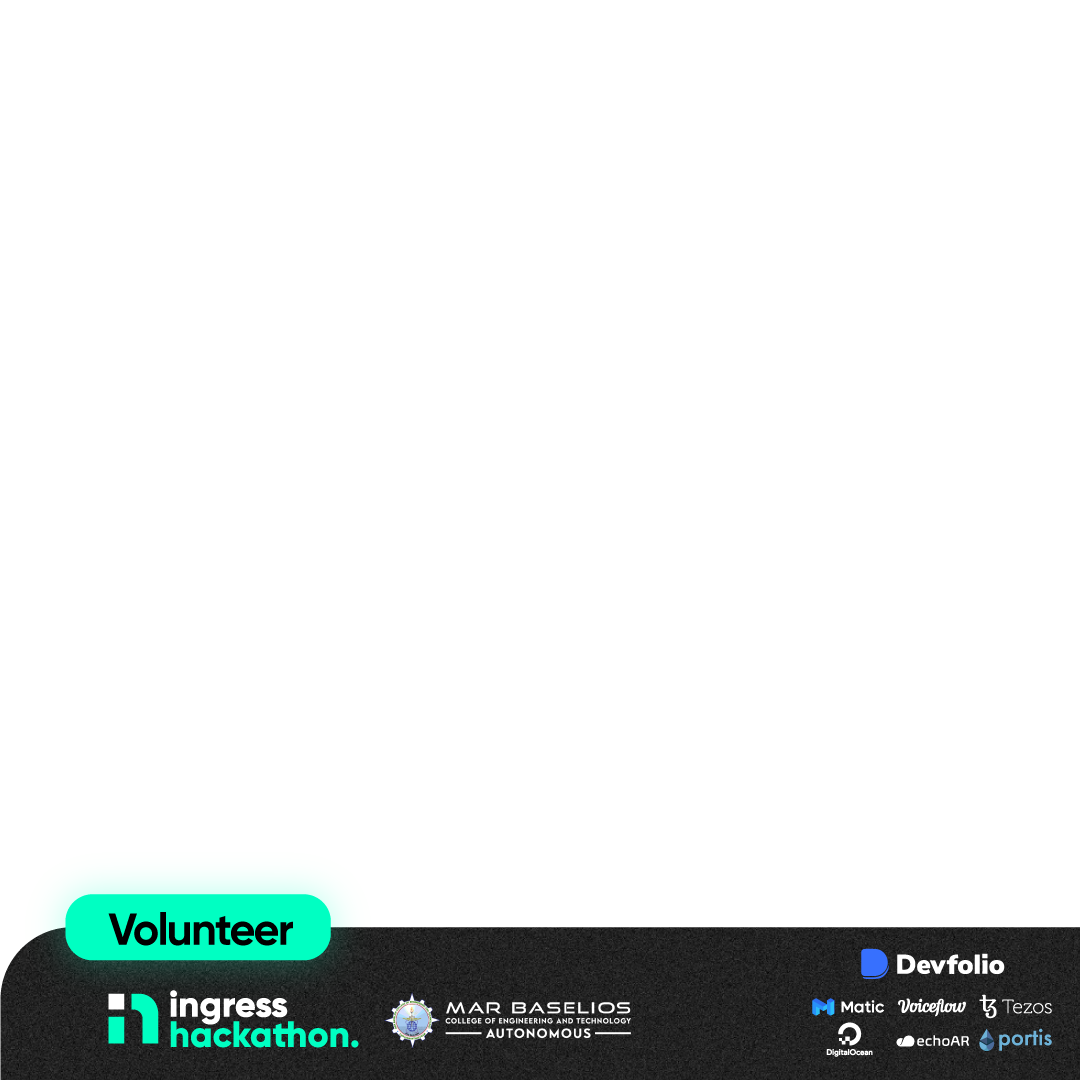 Volunteer
ingress
hackathon.
MAR BASELIOS
COLLEGE OF ENGINEERING AND TECHNOLOGY
AUTONOMOUS
Devfolio
Matic Voiceflow Tezos
DigitalOcean echoAR portis